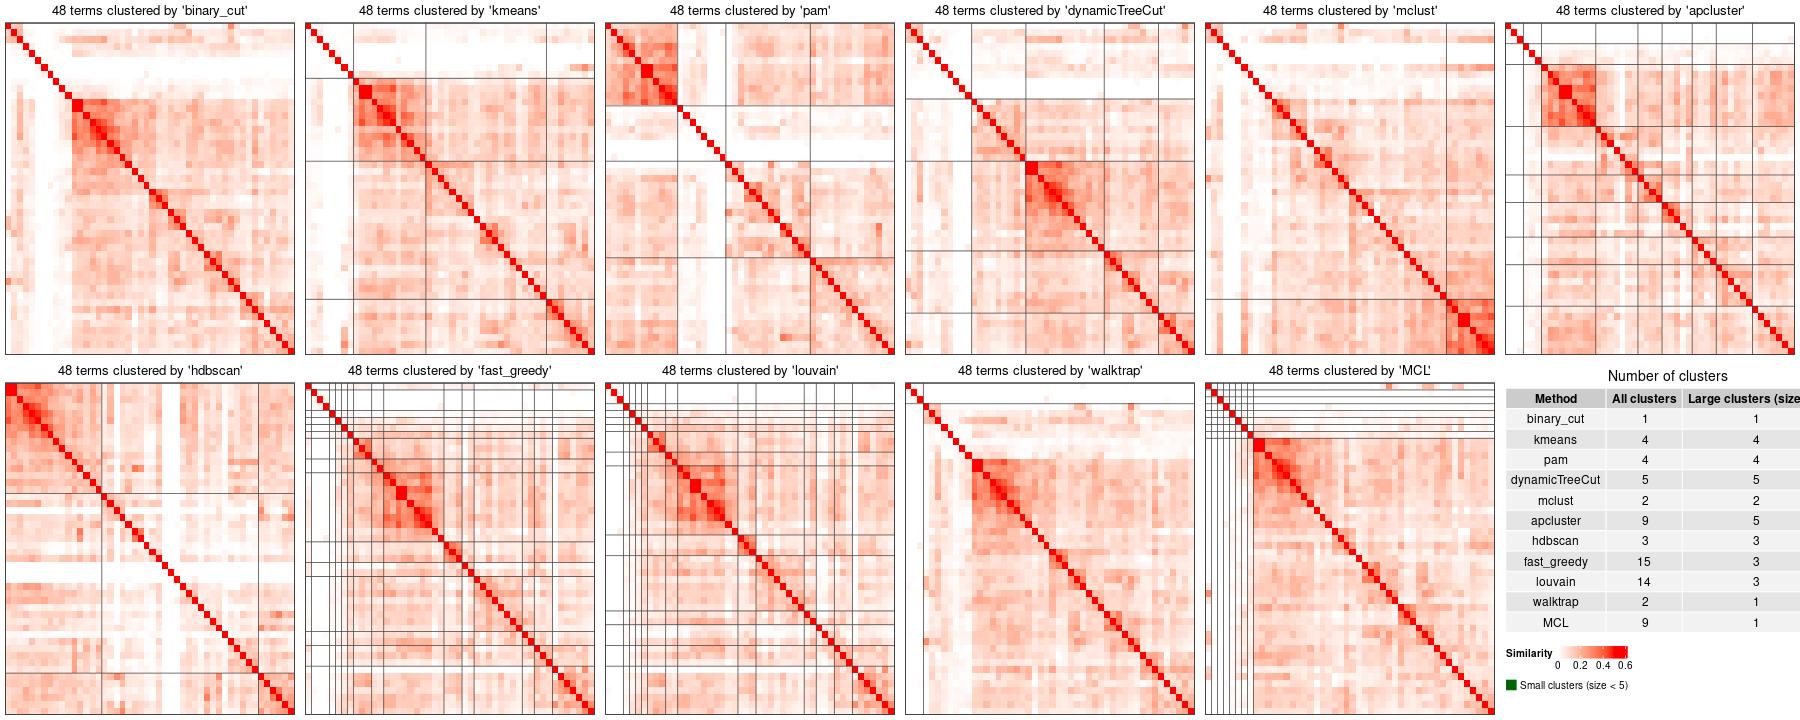 48 terms clustered by 'binary_cut'
48 terms clustered by 'kmeans'
48 terms clustered by 'pam'
48 terms clustered by 'dynamicTreeCut'
48 terms clustered by 'mclust'
48 terms clustered by 'apcluster'
48 terms clustered by 'hdbscan'
48 terms clustered by 'fast_greedy'
48 terms clustered by 'louvain'
48 terms clustered by 'walktrap'
48 terms clustered by 'MCL'
Number of clusters
Method All clusters Large clusters (size
binary_cut 1 1
kmeans 4 4
pam 4 4
dynamicTreeCut 5 5
mclust 2 2
apcluster 9 5
hdbscan 3 3
fast_greedy 15 3
louvain 14 3
walktrap 2 1
MCL 9 1
Similarity
0 0.2 0.4 0.6
Small clusters (size < 5)